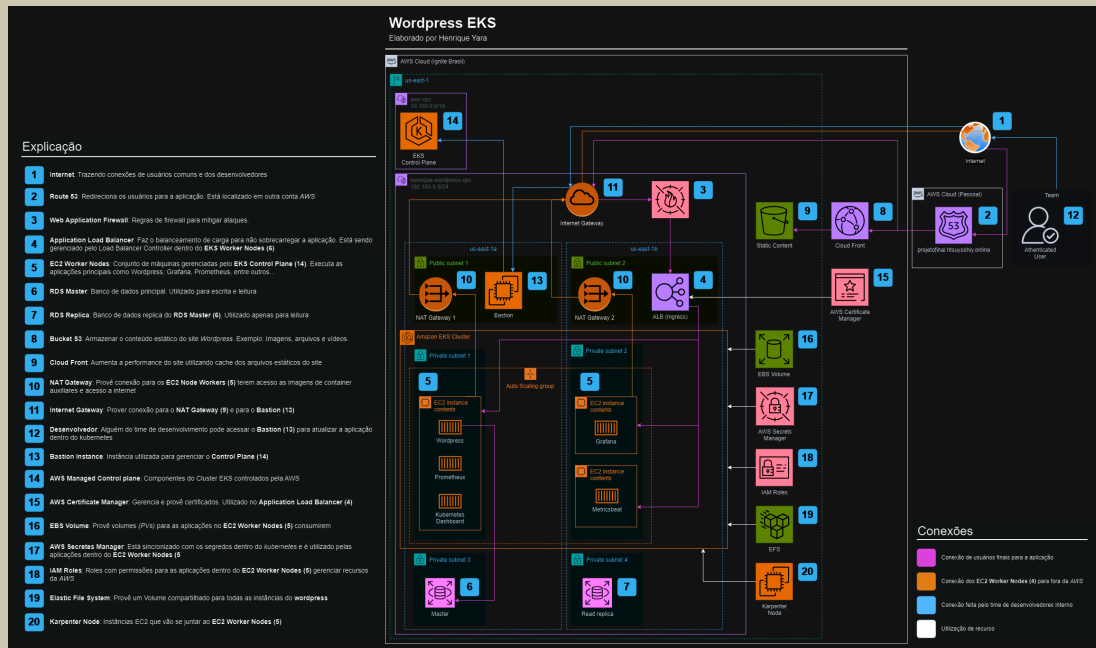 Wordpress EKS
Elaborado por Henrique Yara
Explicação
1 Internet: Trazendo conexões de usuários comuns e dos desenvolvedores
2 Route 53: Redireciona os usuários para a aplicação. Está localizado em outra conta AWS
3 Web Application Firewall: Regras de firewall para mitigar ataques.
4 Application Load Balancer: Faz o balanceamento de carga para não sobrecarregar a aplicação. Está sendo
gerenciado pelo Load Balancer Controller dentro do EKS Worker Nodes (6)
5 EC2 Worker Nodes: Conjunto de máquinas gerenciadas pelo EKS Control Plane (14). Executa as
aplicações principais como Wordpress, Grafana, Prometheus, entre outros...
6 RDS Master: Banco de dados principal. Utilizado para escrita e leitura
7 RDS Replica: Banco de dados replica do RDS Master (6). Utilizado apenas para leitura
8 Bucket S3: Armazenar o conteúdo estático do site Wordpress. Exemplo: Imagens, arquivos e vídeos.
9 Cloud Front: Aumenta a performance do site utilizando cache dos arquivos estáticos do site
10 NAT Gateway: Provê conexão para os EC2 Node Workers (5) terem acesso as imagens de container
auxiliares e acesso a internet
11 Internet Gateway: Prover conexão para o NAT Gateway (9) e para o Bastion (13)
12 Desenvolvedor: Alguém do time de desenvolvimento pode acessar o Bastion (13) para atualizar a aplicação
dentro do kubernetes
13 Bastion Instance: Instância utilizada para gerenciar o Control Plane (14)
14 AWS Managed Control plane: Componentes do Cluster EKS controlados pela AWS
15 AWS Certificate Manager: Gerencia e provê certificados. Utilizado no Application Load Balancer (4)
16 EBS Volume: Provê volumes (PVs) para as aplicações no EC2 Worker Nodes (5) consumirem
17 AWS Secretes Manager: Está sincronizado com os segredos dentro do kubernetes e é utilizado pelas
aplicações dentro do EC2 Worker Nodes (5
18 IAM Roles: Roles com permissões para as aplicações dentro do EC2 Worker Nodes (5) gerenciar recursos
da AWS
19 Elastic File System: Provê um Volume compartilhado para todas as instâncias do wordpress
20 Karpenter Node: Instâncias EC2 que vão se juntar ao EC2 Worker Nodes (5)
aws AWS Cloud (Ignite Brasil)
us-east-1
aws-vpc
14
EKS
Control Plane
henrique-wordpress-vpc
192.168.0.0/24
11
Internet Gateway
3
1
Internet
9
Static Content
8
Cloud Front
aws AWS Cloud (Pessoal)
53
2
projetofinal.htsuyoshiy.online
Team
12
Athenticated
User
us-east-1a
us-east-1b
Public subnet 1
Public subnet 2
10
NAT Gateway 1
13
Bastion
10
NAT Gateway 2
4
ALB (Ingress)
15
AWS Certificate
Manager
Amazon EKS Cluster
Private subnet 1
Private subnet 2
Auto Scaling group
5
5
EC2 instance
contents
Wordpress
Prometheus
Kubernetes
Dashboard
EC2 instance
contents
Grafana
EC2 instance
contents
Metricsbeat
16
EBS Volume
17
AWS Secrets
Manager
18
IAM Roles
19
EFS
20
Karpenter
Node
Private subnet 3
Private subnet 4
6
Master
7
Read replica
Conexões
Conexão de usuários finais para a aplicação
Conexão dos EC2 Worker Nodes (4) para fora da AWS
Conexão feita pelo time de desenvolvedores interno
Utilização de recurso